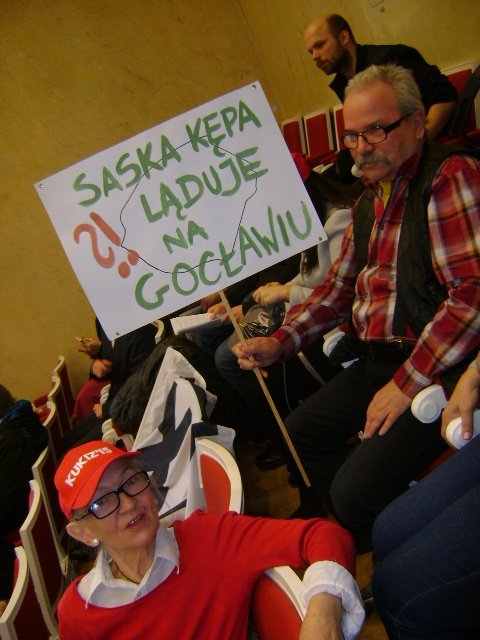 SASKA KĘPA
LĄDUJE
?!
NA
GOCŁAWIU
KUKIZ'15